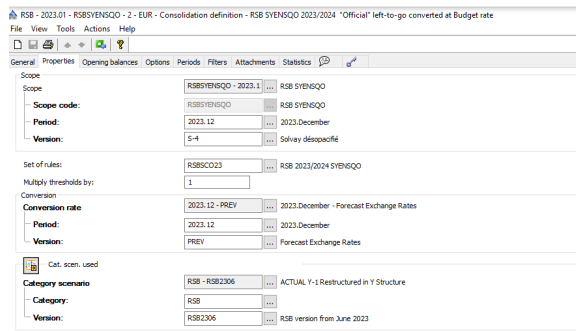 RSB - 2023.01 - RSBSYENSQO - 2 - EUR - Consolidation definition - RSB SYENSQO 2023/2024 "Official" left-to-go converted at Budget rate
File View Tools Actions Help
General Properties Opening balances Options Periods Filters Attachments Statistics
Scope
Scope RSBSYENSQO - 2023.1 ... RSB SYENSQO
Scope code: RSBSYENSQO ... RSB SYENSQO
Period: 2023.12 ... 2023.December
Version: S-4 ... Solvay désopacifié
Set of rules: RSBSCO23 ... RSB 2023/2024 SYENSQO
Multiply thresholds by: 1
Conversion
Conversion rate 2023.12 - PREV ... 2023.December - Forecast Exchange Rates
Period: 2023.12 ... 2023.December
Version: PREV ... Forecast Exchange Rates
Cat. scen. used
Category scenario RSB - RSB2306 ... ACTUAL Y-1 Restructured in Y Structure
Category: RSB ...
Version: RSB2306 ... RSB version from June 2023